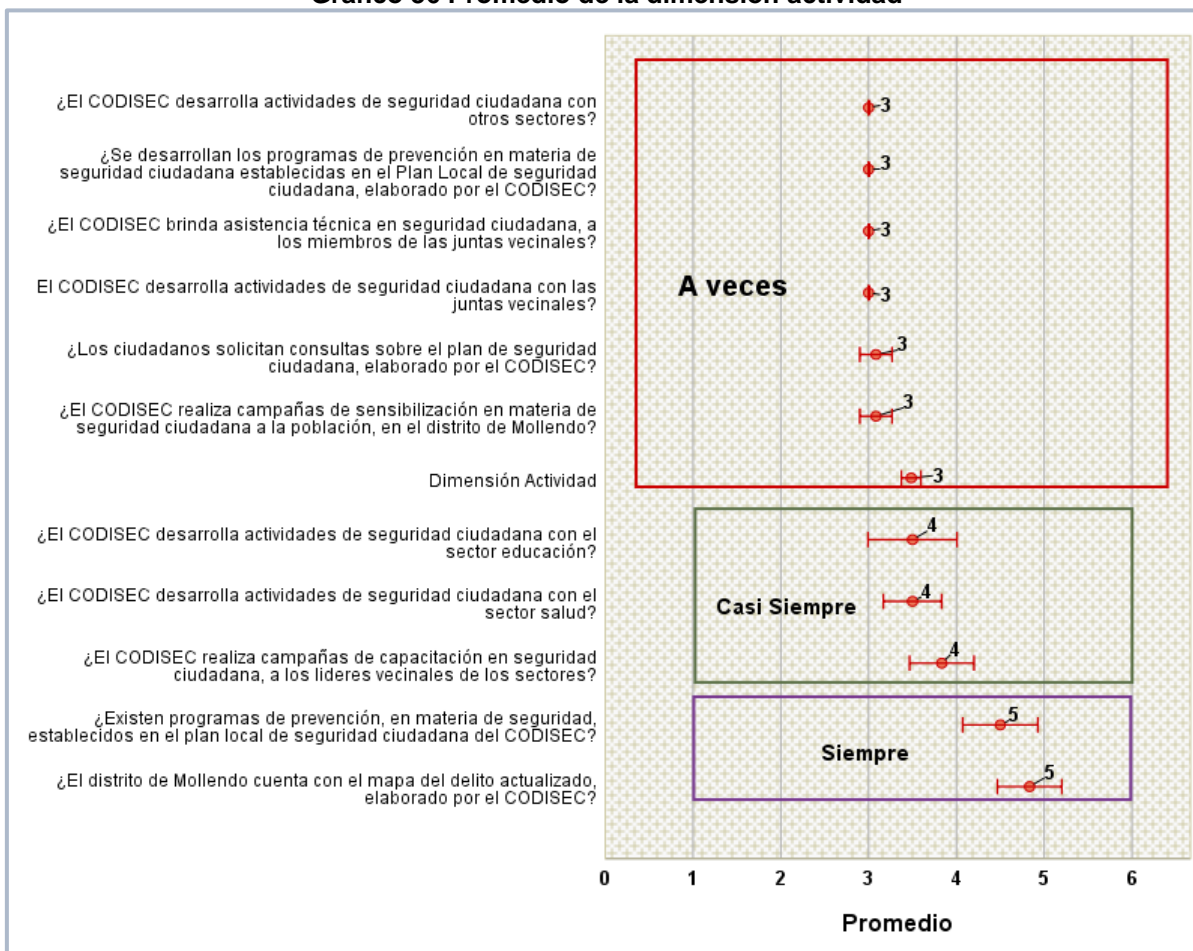 ¿El CODISEC desarrolla actividades de seguridad ciudadana con
otros sectores?
3
¿Se desarrollan los programas de prevención en materia de
seguridad ciudadana establecidas en el Plan Local de seguridad
ciudadana, elaborado por el CODISEC?
3
¿El CODISEC brinda asistencia técnica en seguridad ciudadana, a
los miembros de las juntas vecinales?
3
El CODISEC desarrolla actividades de seguridad ciudadana con las
juntas vecinales?
3
A veces
¿Los ciudadanos solicitan consultas sobre el plan de seguridad
ciudadana, elaborado por el CODISEC?
3
¿El CODISEC realiza campañas de sensibilización en materia de
seguridad ciudadana a la población, en el distrito de Mollendo?
3
Dimensión Actividad
3
¿El CODISEC desarrolla actividades de seguridad ciudadana con el
sector educación?
4
¿El CODISEC desarrolla actividades de seguridad ciudadana con el
sector salud?
4
Casi Siempre
¿El CODISEC realiza campañas de capacitación en seguridad
ciudadana, a los lideres vecinales de los sectores?
4
¿Existen programas de prevención, en materia de seguridad,
establecidos en el plan local de seguridad ciudadana del CODISEC?
5
Siempre
¿El distrito de Mollendo cuenta con el mapa del delito actualizado,
elaborado por el CODISEC?
5
0 1 2 3 4 5 6
Promedio